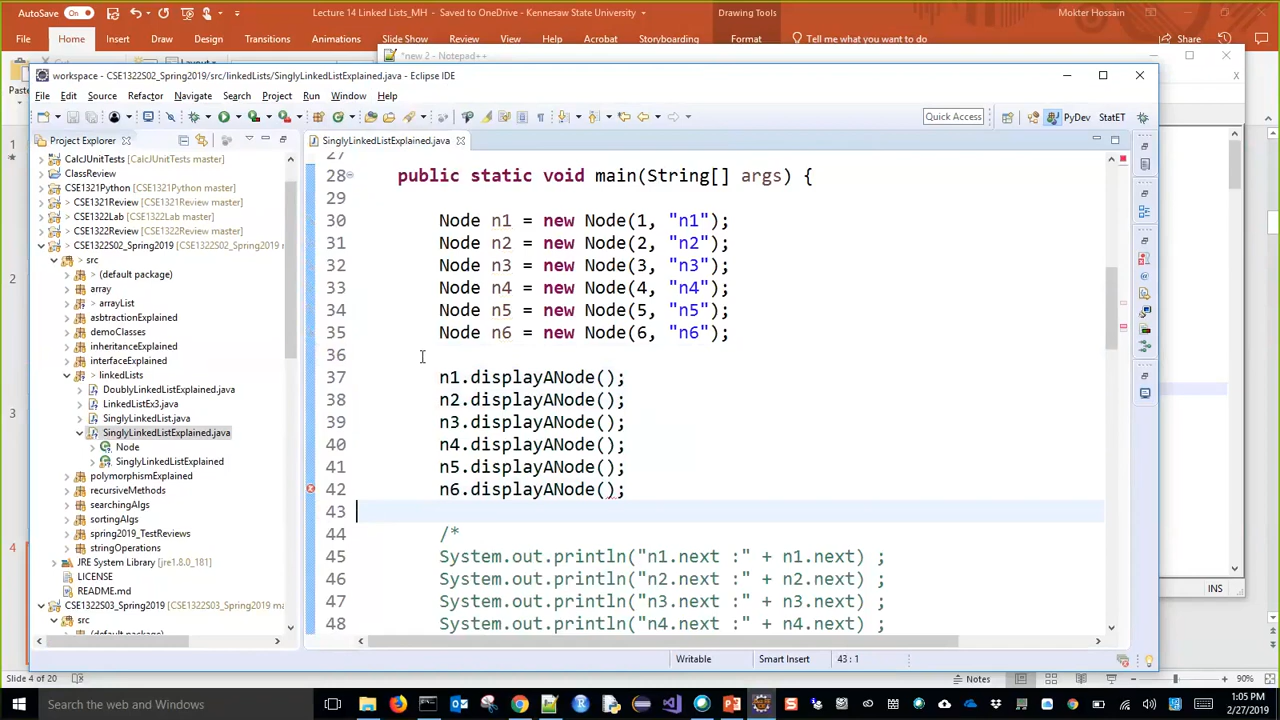 AutoSave On
Lecture 14 Linked Lists_MH - Saved to OneDrive - Kennesaw State University
Drawing Tools
Mokter Hossain
File Home Insert Draw Design Transitions Animations Slide Show Review View Help Acrobat Storyboarding Format Tell me what you want to do
Share
*new 2 - Notepad++
Paste
workspace - CSE1322S02_Spring2019/src/linkedLists/SinglyLinkedListExplained.java - Eclipse IDE
File Edit Source Refactor Navigate Search Project Run Window Help
Quick Access
PyDev StatET
Project Explorer
SinglyLinkedListExplained.java
CalcJUnitTests [CalcJUnitTests master]
ClassReview
CSE1321Python [CSE1321Python master]
CSE1321Review [CSE1321Review master]
CSE1322Lab [CSE1322Lab master]
CSE1322Review [CSE1322Review master]
> CSE1322S02_Spring2019 [CSE1322S02_Spring2019 ma
> src
> (default package)
array
> arrayList
asbtractionExplained
demoClasses
inheritanceExplained
interfaceExplained
linkedLists
DoublyLinkedListExplained.java
LinkedListEx3.java
SinglyLinkedList.java
SinglyLinkedListExplained.java
Node
SinglyLinkedListExplained
polymorphismExplained
recursiveMethods
searchingAlgs
sortingAlgs
spring2019_TestReviews
stringOperations
JRE System Library [jre1.8.0_181]
LICENSE
README.md
CSE1322S03_Spring2019 [CSE1322S03_Spring2019 ma
src
27
28 public static void main(String[] args) {
29
30 Node n1 = new Node(1, "n1");
31 Node n2 = new Node(2, "n2");
32 Node n3 = new Node(3, "n3");
33 Node n4 = new Node(4, "n4");
34 Node n5 = new Node(5, "n5");
35 Node n6 = new Node(6, "n6");
36
37 n1.displayANode();
38 n2.displayANode();
39 n3.displayANode();
40 n4.displayANode();
41 n5.displayANode();
42 n6.displayANode();
43
44 /*
45 System.out.println("n1.next :" + n1.next) ;
46 System.out.println("n2.next :" + n2.next) ;
47 System.out.println("n3.next :" + n3.next) ;
48 System.out.println("n4.next :" + n4.next) ;
1
2
3
4
INS
Writable Smart Insert 43 : 1
Slide 4 of 20
Notes
90%
Search the web and Windows
1:05 PM
2/27/2019